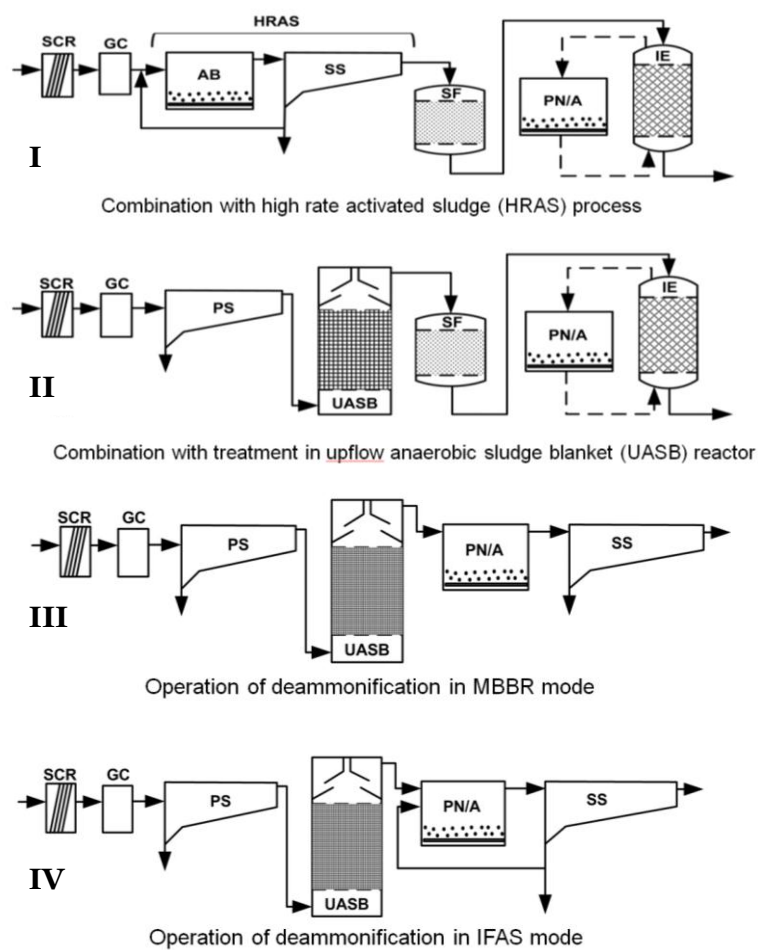 HRAS
SCR
GC
AB
SS
SF
PN/A
IE
I
Combination with high rate activated sludge (HRAS) process
SCR
GC
PS
UASB
SF
PN/A
IE
II
Combination with treatment in upflow anaerobic sludge blanket (UASB) reactor
SCR
GC
PS
UASB
PN/A
SS
III
Operation of deammonification in MBBR mode
SCR
GC
PS
UASB
PN/A
SS
IV
Operation of deammonification in IFAS mode